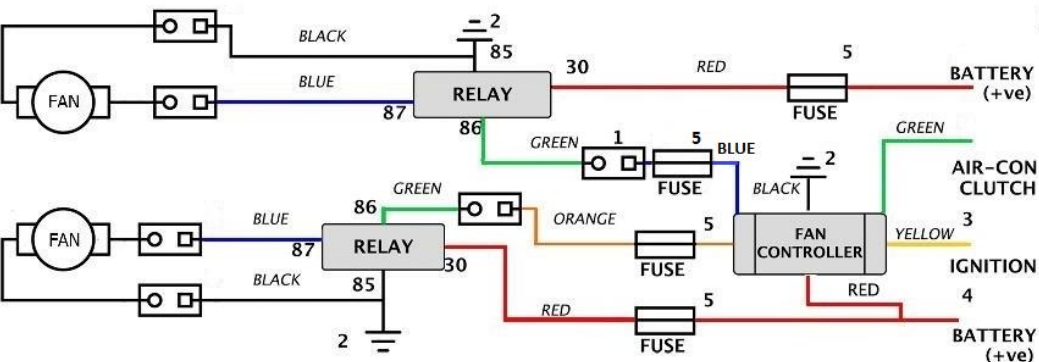 2
BLACK
85
30
RED
5
BATTERY
(+ve)
FAN
BLUE
RELAY
87
86
FUSE
GREEN
GREEN
1
5
BLUE
FUSE
2
AIR-CON
CLUTCH
BLACK
GREEN
86
3
BLUE
ORANGE
5
FAN
CONTROLLER
YELLOW
FAN
87
RELAY
30
FUSE
IGNITION
BLACK
85
RED
4
RED
5
2
FUSE
BATTERY
(+ve)